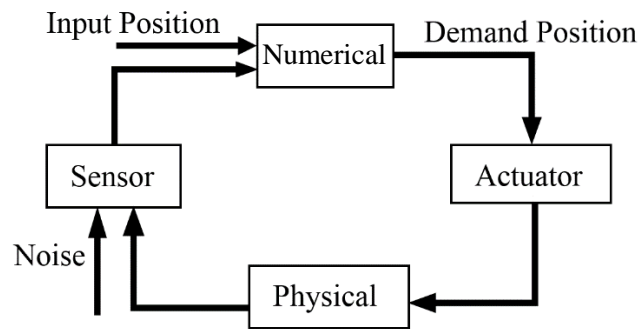 Input Position
Numerical
Demand Position
Sensor
Actuator
Noise
Physical